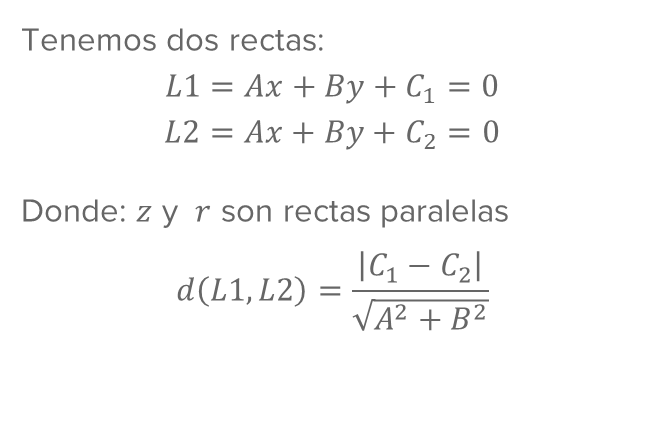 Tenemos dos rectas:
L1 = Ax + By + C₁ = 0
L2 = Ax + By + C₂ = 0
Donde: z y r son rectas paralelas
d(L1, L2) = |C₁ − C₂| / √(A² + B²)